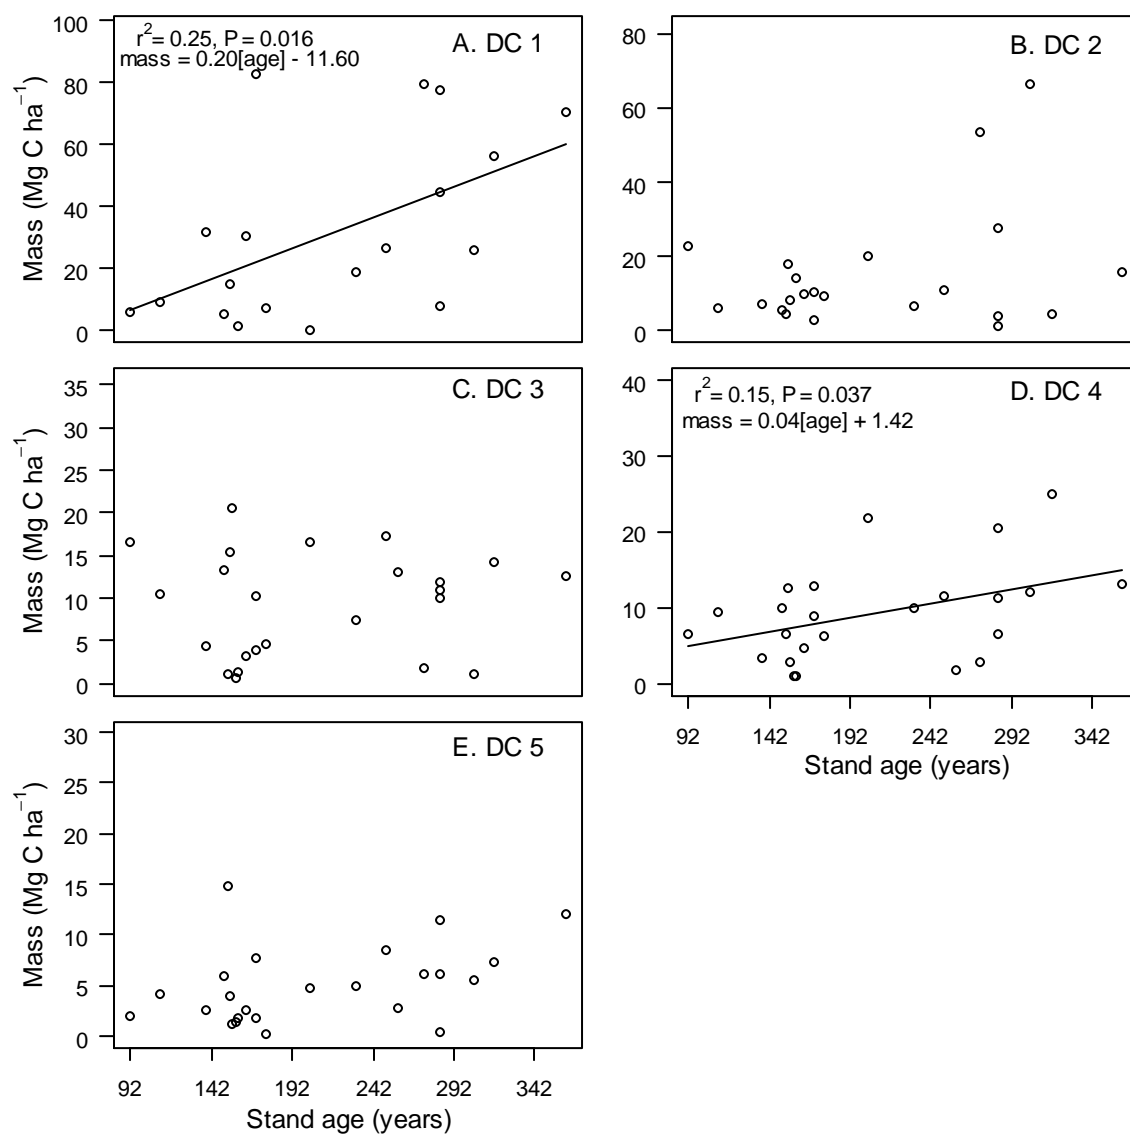 r²= 0.25, P = 0.016
mass = 0.20[age] - 11.60
A. DC 1
Mass (Mg C ha⁻¹)
100
80
60
40
20
0
B. DC 2
80
60
40
20
0
C. DC 3
Mass (Mg C ha⁻¹)
35
30
25
20
15
10
5
0
r²= 0.15, P = 0.037
mass = 0.04[age] + 1.42
D. DC 4
40
30
20
10
0
92 142 192 242 292 342
Stand age (years)
E. DC 5
Mass (Mg C ha⁻¹)
30
25
20
15
10
5
0
92 142 192 242 292 342
Stand age (years)